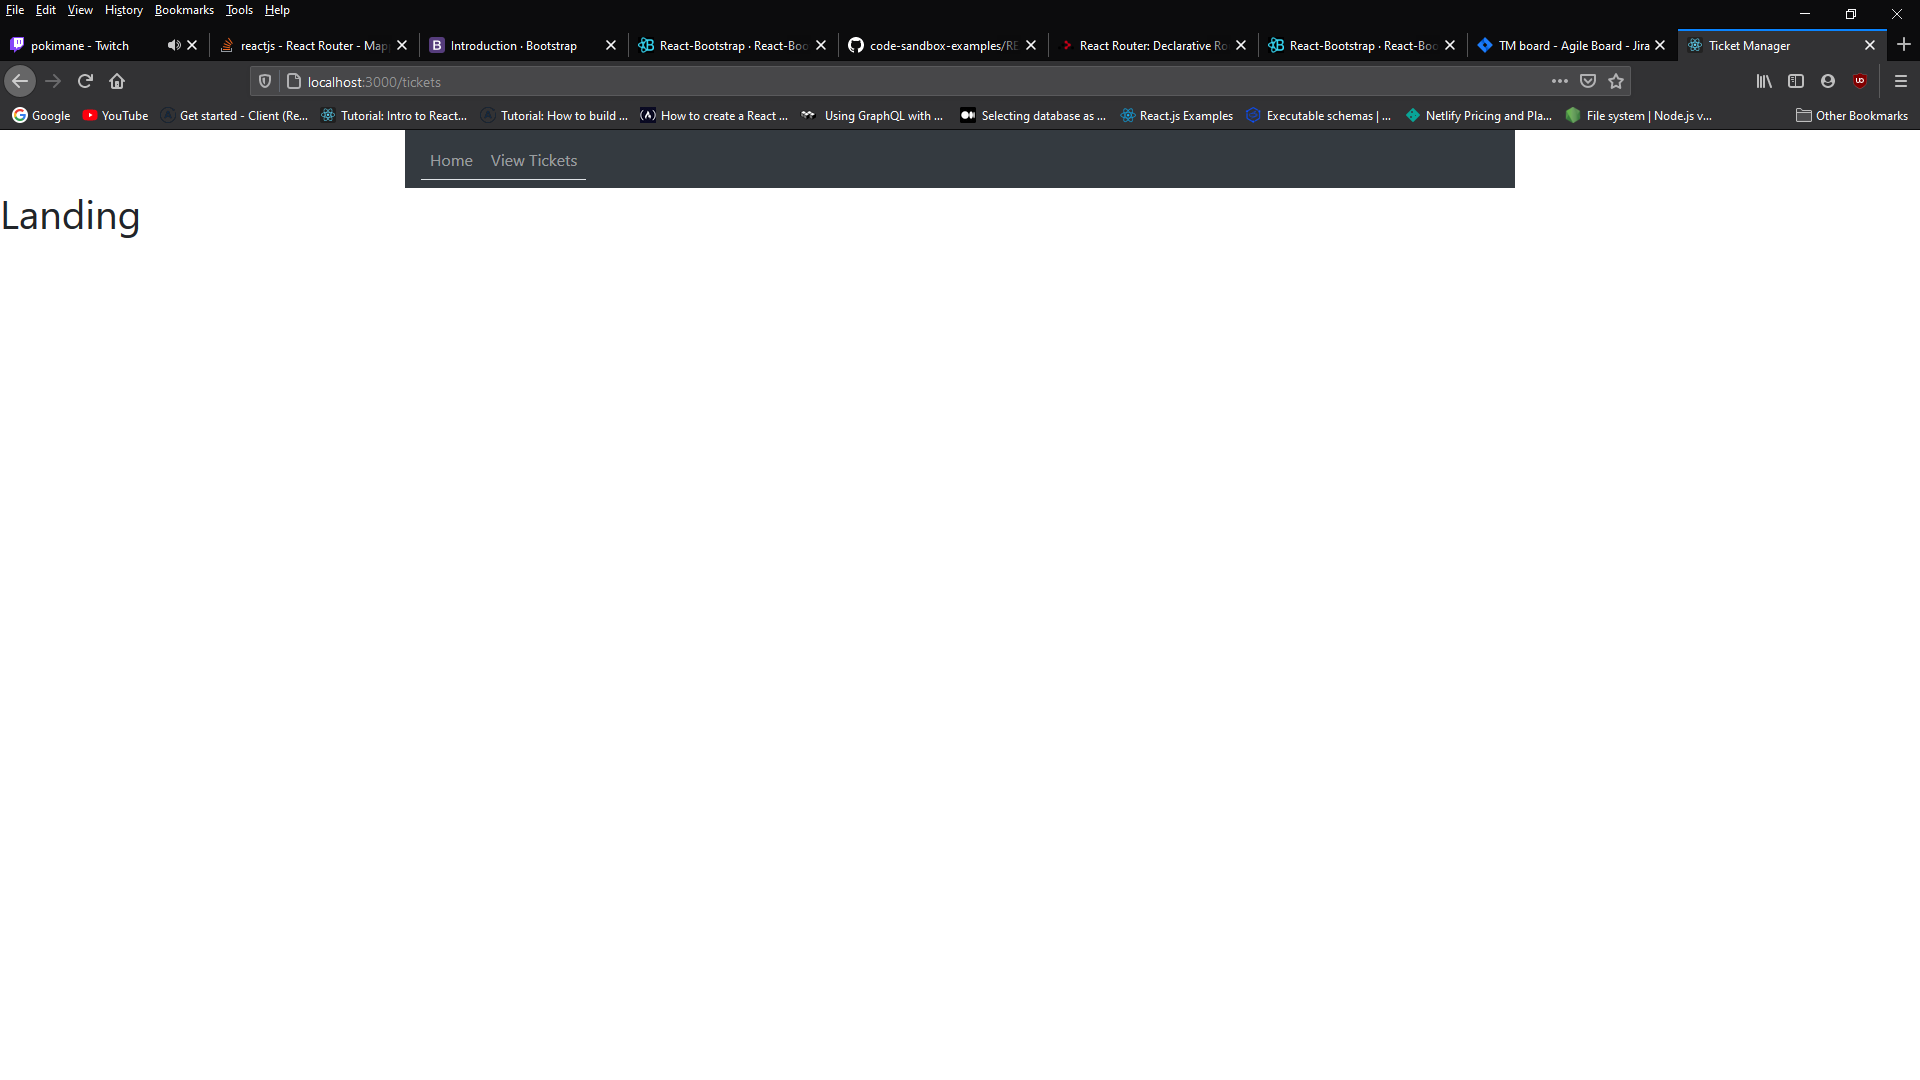 File Edit View History Bookmarks Tools Help
pokimane - Twitch reactjs - React Router - Map Introduction · Bootstrap React-Bootstrap · React-Boo code-sandbox-examples/RE React Router: Declarative Ro React-Bootstrap · React-Boo TM board - Agile Board - Jira Ticket Manager
localhost:3000/tickets
Google YouTube Get started - Client (Re... Tutorial: Intro to React... Tutorial: How to build ... How to create a React ... Using GraphQL with ... Selecting database as ... React.js Examples Executable schemas | ... Netlify Pricing and Pla... File system | Node.js v... Other Bookmarks
Home View Tickets
Landing